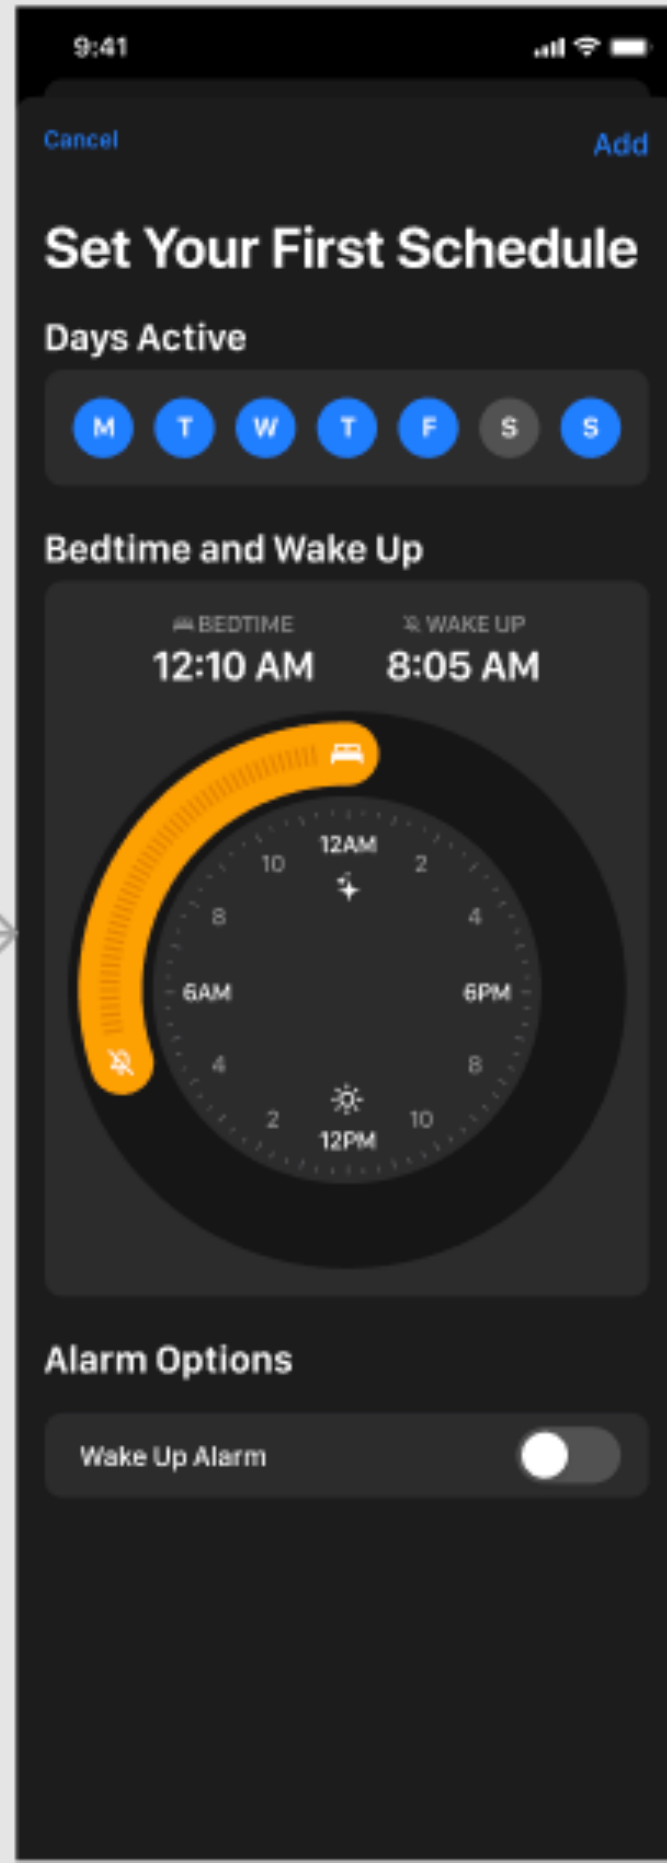 9:41
Cancel Add
Set Your First Schedule
Days Active
M T W T F S S
Bedtime and Wake Up
BEDTIME WAKE UP
12:10 AM 8:05 AM
12AM
10 2
8 4
6AM 6PM
4 8
2 10
12PM
Alarm Options
Wake Up Alarm